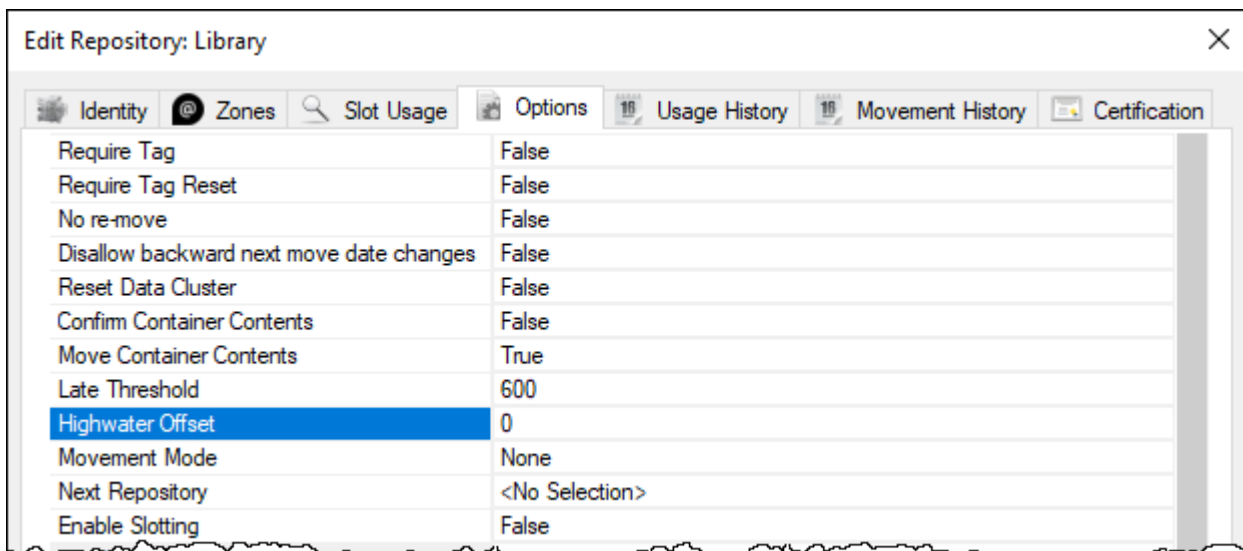 Edit Repository: Library
Identity Zones Slot Usage Options 16 Usage History 16 Movement History Certification
Require Tag False
Require Tag Reset False
No re-move False
Disallow backward next move date changes False
Reset Data Cluster False
Confirm Container Contents False
Move Container Contents True
Late Threshold 600
Highwater Offset 0
Movement Mode None
Next Repository <No Selection>
Enable Slotting False